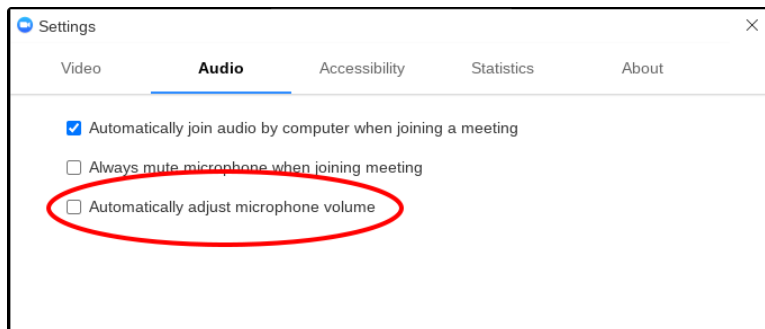 Settings
Video Audio Accessibility Statistics About
Automatically join audio by computer when joining a meeting
Always mute microphone when joining meeting
Automatically adjust microphone volume